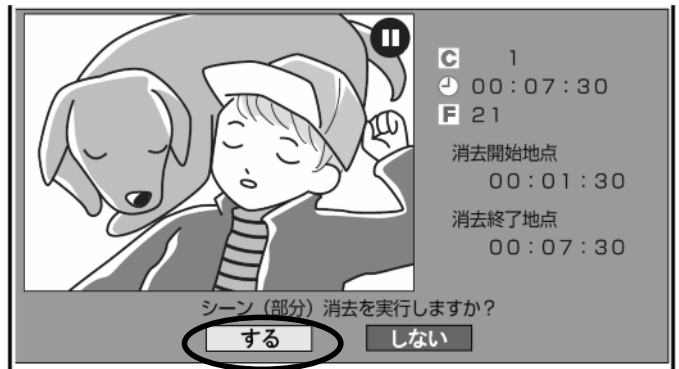 C 1
00:07:30
F 21
消去開始地点
00:01:30
消去終了地点
00:07:30
シーン（部分）消去を実行しますか？
する しない